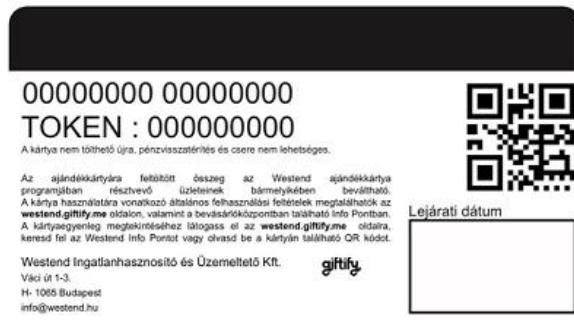 00000000 00000000
TOKEN : 000000000
A kártya nem tölthető újra, pénzvisszatérítés és csere nem lehetséges.
Az ajándékkártyára feltöltött összeg az Westend ajándékkártya
programjában résztvevő üzleteinek bármelyikében beváltható.
A kártya használatára vonatkozó általános felhasználási feltételek megtalálhatók az
westend.giftify.me oldalon, valamint a bevásárlóközpontban található Info Pontban.
A kártyaegyenleg megtekintéséhez látogass el az westend.giftify.me oldalra,
keresd fel az Westend Info Pontot vagy olvasd be a kártyán található QR kódot.
Westend Ingatlanhasznosító és Üzemeltető Kft.
giftify
Váci út 1-3.
H- 1065 Budapest
info@westend.hu
Lejárati dátum